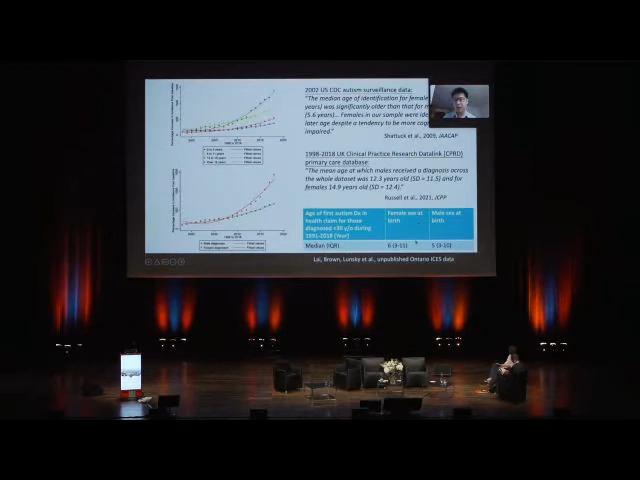 2002 US CDC autism surveillance data:
"The median age of identification for female
years) was significantly older than that for m
(5.6 years)... Females in our sample were ide
later age despite a tendency to be more cog
impaired."
Shattuck et al., 2009, JAACAP
1998-2018 UK Clinical Practice Research Datalink [CPRD]
primary care database:
"The mean age at which males received a diagnosis across
the whole dataset was 12.3 years old (SD = 11.5) and for
females 14.9 years old (SD = 12.4)."
Russell et al., 2021, JCPP
Age of first autism Dx in
health claim for those
diagnosed <30 y/o during
1991-2018 [Year]
Female sex at
birth
Male sex at
birth
Median (IQR)
6 (3-11)
5 (3-10)
Lai, Brown, Lunsky et al., unpublished Ontario ICES data